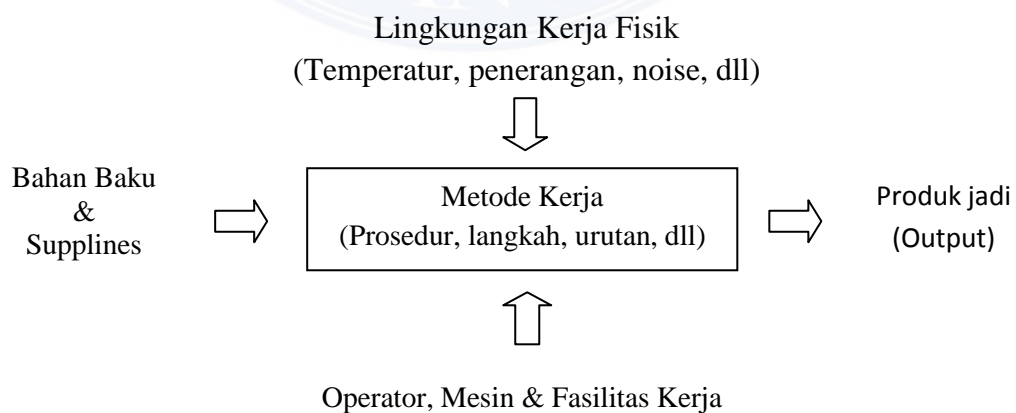 Lingkungan Kerja Fisik
(Temperatur, penerangan, noise, dll)
Bahan Baku
&
Supplines
Metode Kerja
(Prosedur, langkah, urutan, dll)
Produk jadi
(Output)
Operator, Mesin & Fasilitas Kerja